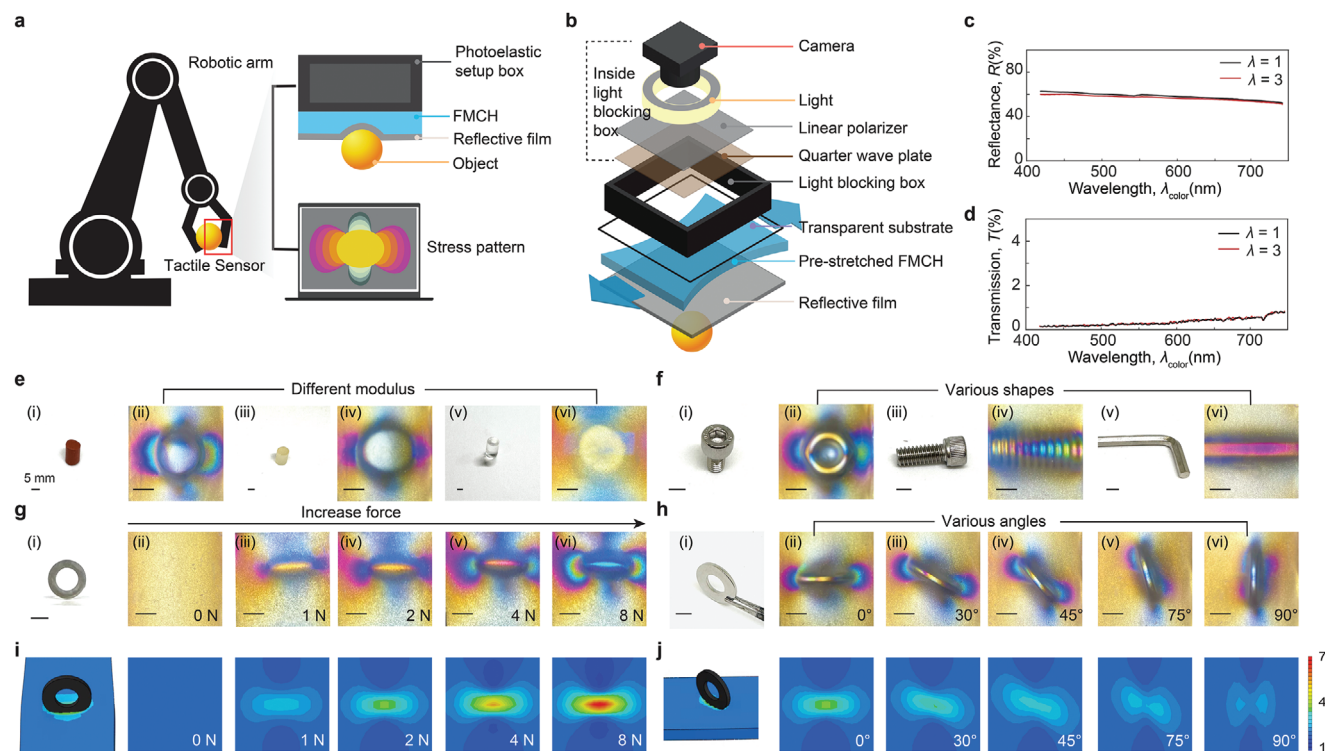 a
Robotic arm
Tactile Sensor
Photoelastic
setup box
FMCH
Reflective film
Object
Stress pattern
b
Inside
light
blocking
box
Camera
Light
Linear polarizer
Quarter wave plate
Light blocking box
Transparent substrate
Pre-stretched FMCH
Reflective film
c
Reflectance, R(%)
80
40
0
λ = 1
λ = 3
400
500
600
700
Wavelength, λcolor(nm)
d
Transmission, T(%)
4
2
0
λ = 1
λ = 3
400
500
600
700
Wavelength, λcolor(nm)
e
Different modulus
(i)
(ii)
(iii)
(iv)
(v)
(vi)
5 mm
f
Various shapes
(i)
(ii)
(iii)
(iv)
(v)
(vi)
g
Increase force
(i)
(ii)
(iii)
(iv)
(v)
(vi)
0 N
1 N
2 N
4 N
8 N
h
Various angles
(i)
(ii)
(iii)
(iv)
(v)
(vi)
0°
30°
45°
75°
90°
i
0 N
1 N
2 N
4 N
8 N
j
0°
30°
45°
75°
90°
7
4
1